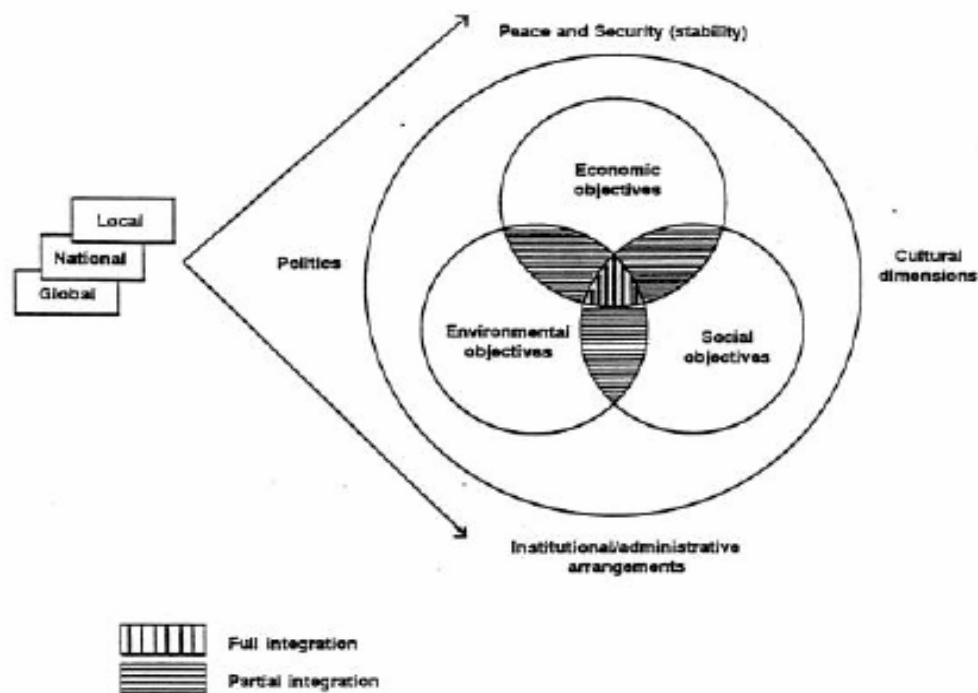 Peace and Security (stability)
Economic
objectives
Local
National
Global
Politics
Cultural
dimensions
Environmental
objectives
Social
objectives
Institutional/administrative
arrangements
Full integration
Partial integration